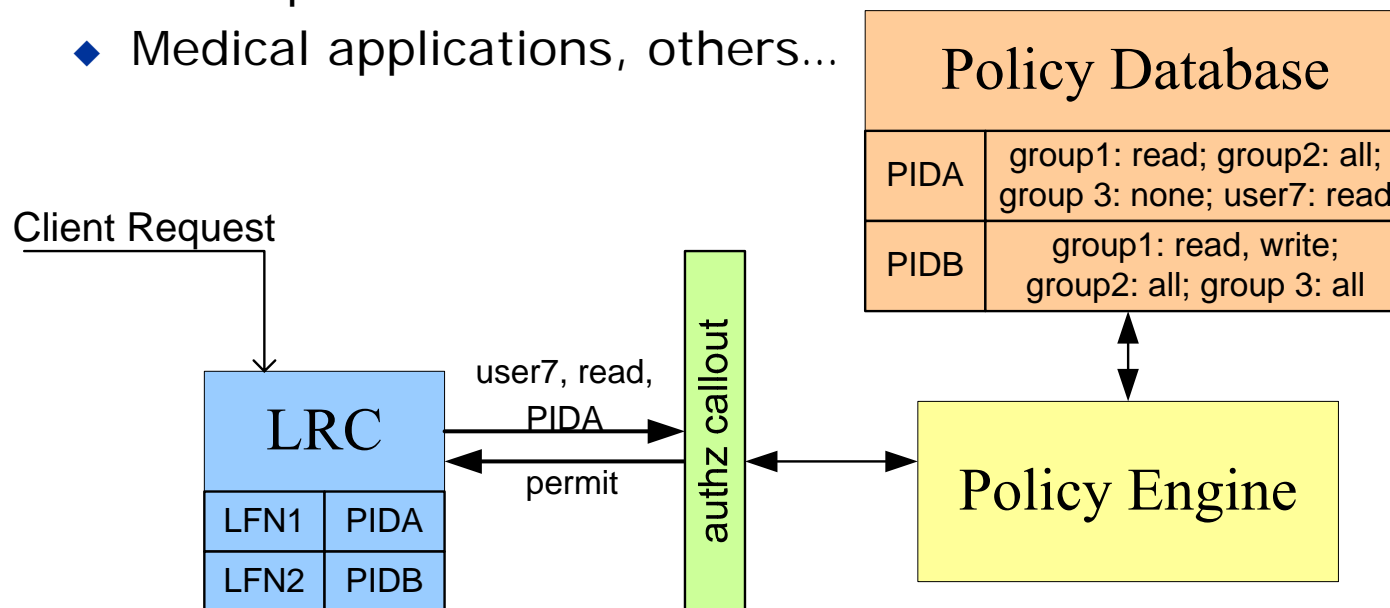 ◆ Medical applications, others...
Policy Database
PIDA
group1: read; group2: all;
group 3: none; user7: read
PIDB
group1: read, write;
group2: all; group 3: all
Client Request
user7, read,
PIDA
permit
authz callout
LRC
LFN1 PIDA
LFN2 PIDB
Policy Engine